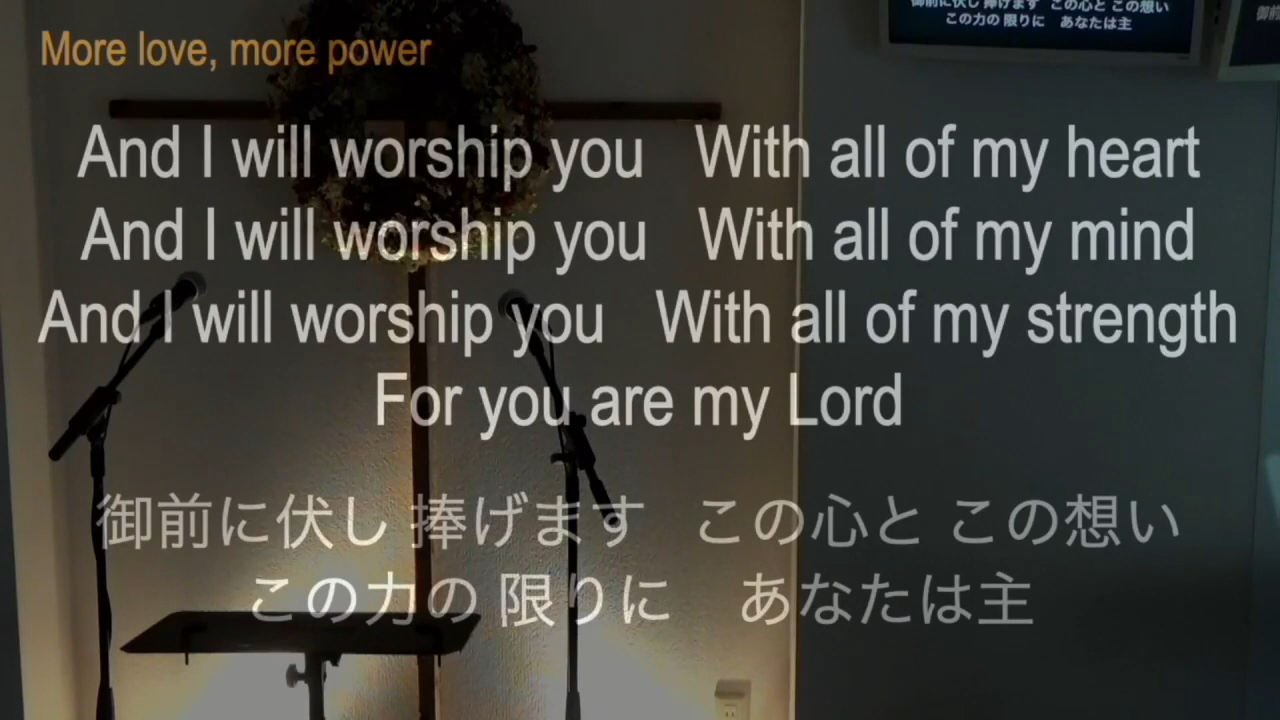 御前に伏し 捧げます この心と この想い
この力の 限りに あなたは主
More love, more power
And I will worship you With all of my heart
And I will worship you With all of my mind
And I will worship you With all of my strength
For you are my Lord
御前に伏し 捧げます この心と この想い
この力の 限りに あなたは主